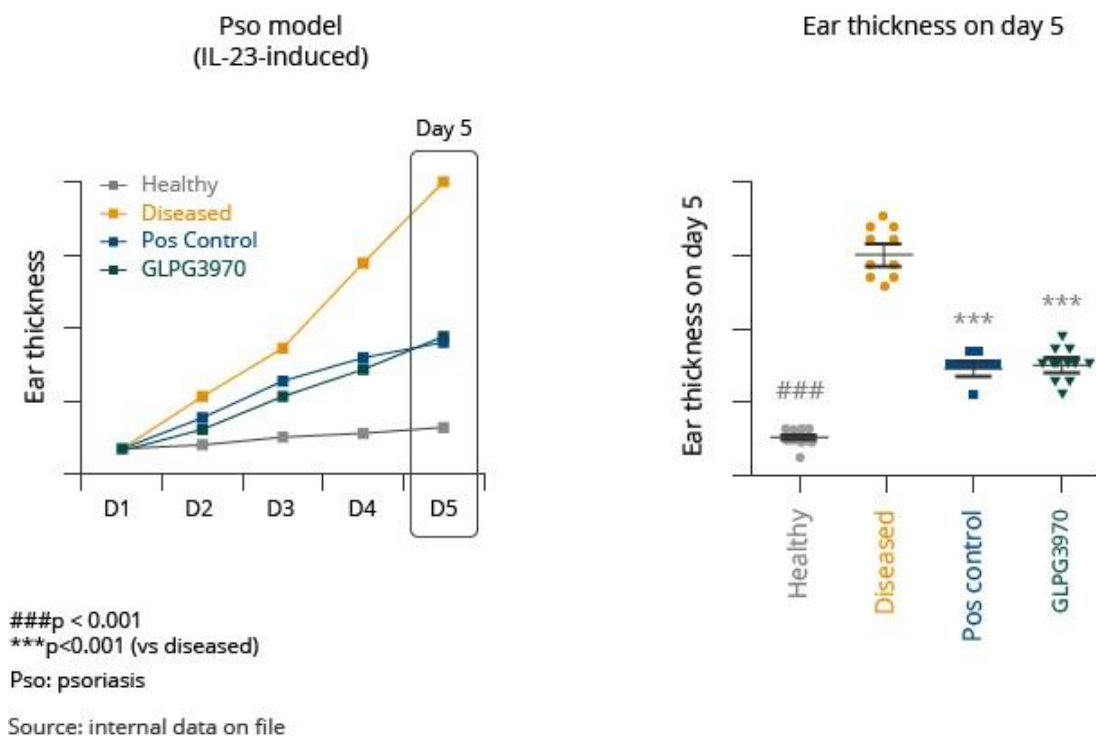 Pso model
(IL-23-induced)
Day 5
Healthy
Diseased
Pos Control
GLPG3970
Ear thickness
D1 D2 D3 D4 D5
Ear thickness on day 5
Ear thickness on day 5
###
***
***
Healthy
Diseased
Pos control
GLPG3970
###p < 0.001
***p<0.001 (vs diseased)
Pso: psoriasis
Source: internal data on file